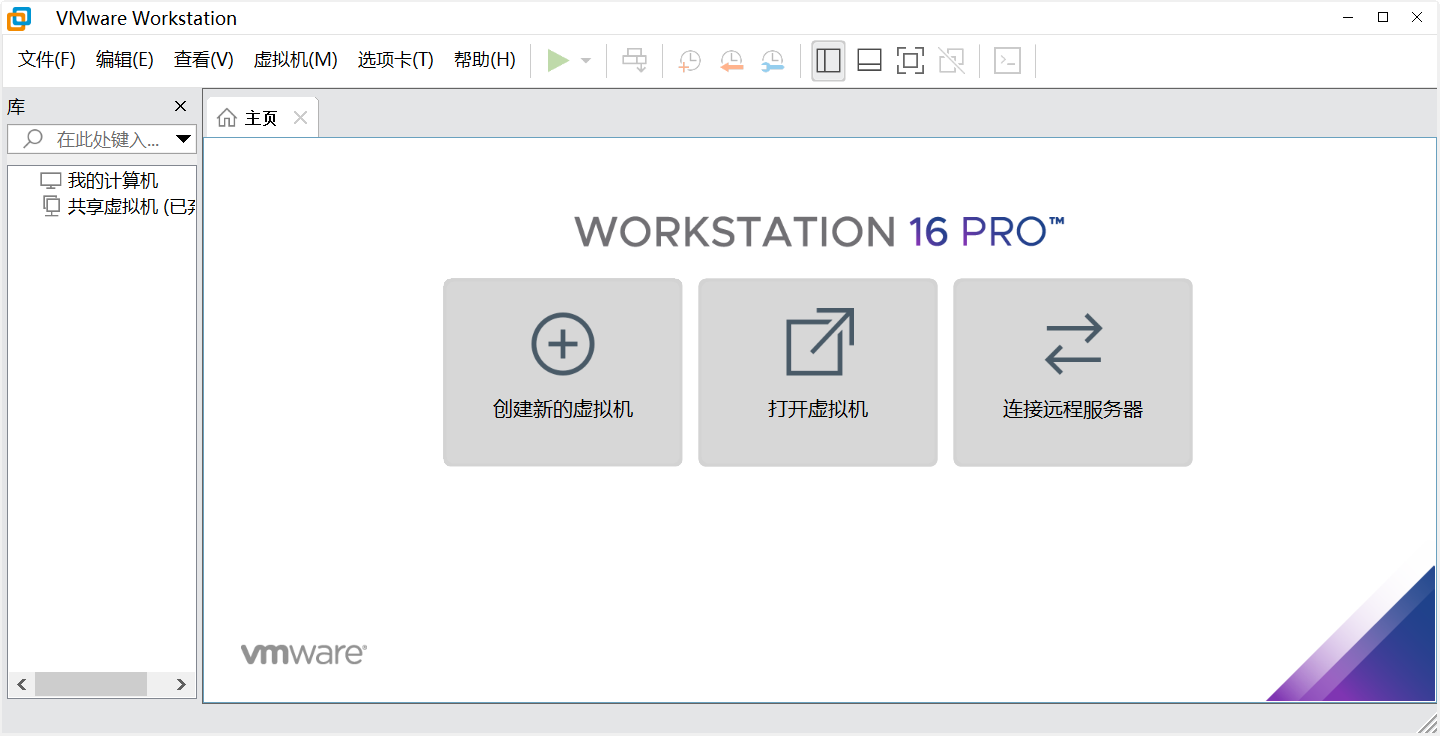 VMware Workstation
文件(F) 编辑(E) 查看(V) 虚拟机(M) 选项卡(T) 帮助(H)
库
主页
在此处键入...
我的计算机
共享虚拟机 (已
WORKSTATION 16 PRO™
创建新的虚拟机
打开虚拟机
连接远程服务器
vmware®